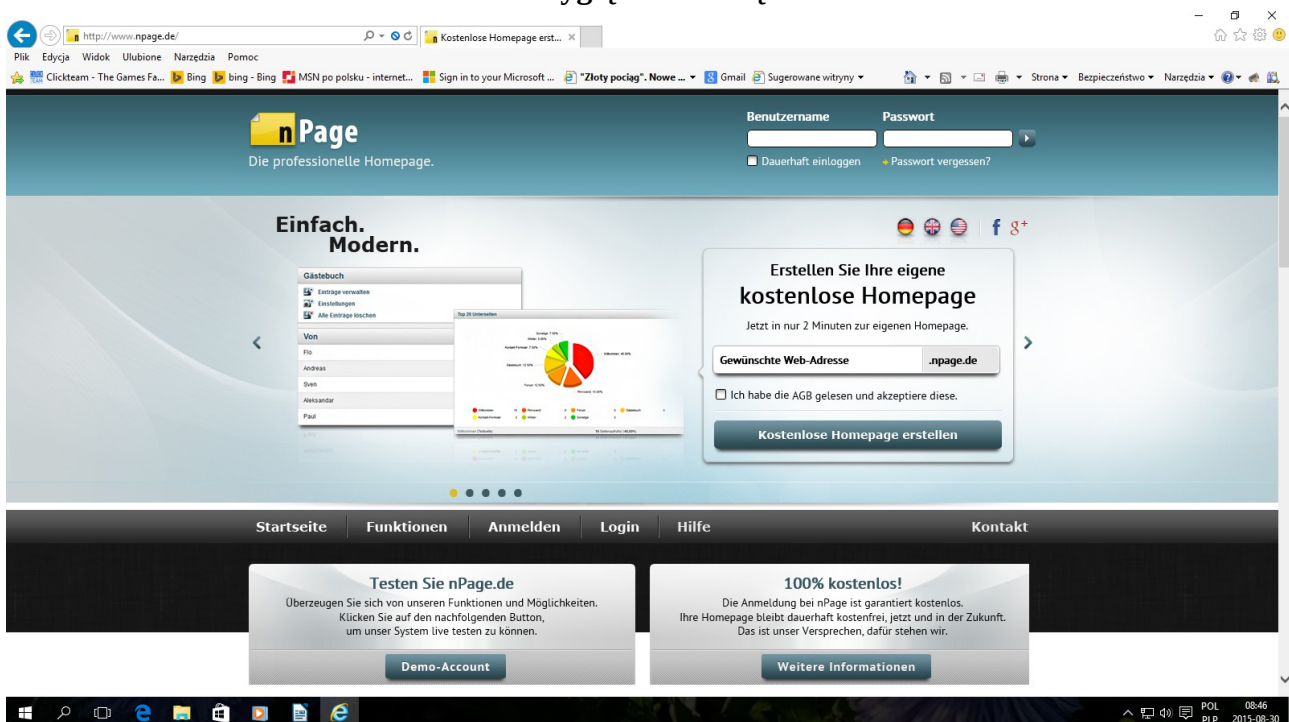 http://www.npage.de/
Kostenlose Homepage erst...
Plik Edycja Widok Ulubione Narzędzia Pomoc
Clickteam - The Games Fa... Bing bing - Bing MSN po polsku - internet... Sign in to your Microsoft ... "Złoty pociąg". Nowe ... Gmail Sugerowane witryny Strona Bezpieczeństwo Narzędzia
nPage
Die professionelle Homepage.
Benutzername Passwort
Dauerhaft einloggen Passwort vergessen?
Einfach.
Modern.
f g+
Gästebuch
Einträge verwalten
Einstellungen
Alle Einträge löschen
Von
Flo
Andreas
Sven
Aleksandar
Paul
Top 20 Unterseiten
Erstellen Sie Ihre eigene
kostenlose Homepage
Jetzt in nur 2 Minuten zur eigenen Homepage.
Gewünschte Web-Adresse .npage.de
Ich habe die AGB gelesen und akzeptiere diese.
Kostenlose Homepage erstellen
Startseite Funktionen Anmelden Login Hilfe Kontakt
Testen Sie nPage.de
Überzeugen Sie sich von unseren Funktionen und Möglichkeiten.
Klicken Sie auf den nachfolgenden Button,
um unser System live testen zu können.
Demo-Account
100% kostenlos!
Die Anmeldung bei nPage ist garantiert kostenlos.
Ihre Homepage bleibt dauerhaft kostenfrei, jetzt und in der Zukunft.
Das ist unser Versprechen, dafür stehen wir.
Weitere Informationen
POL 08:46
PLP 2015-08-30